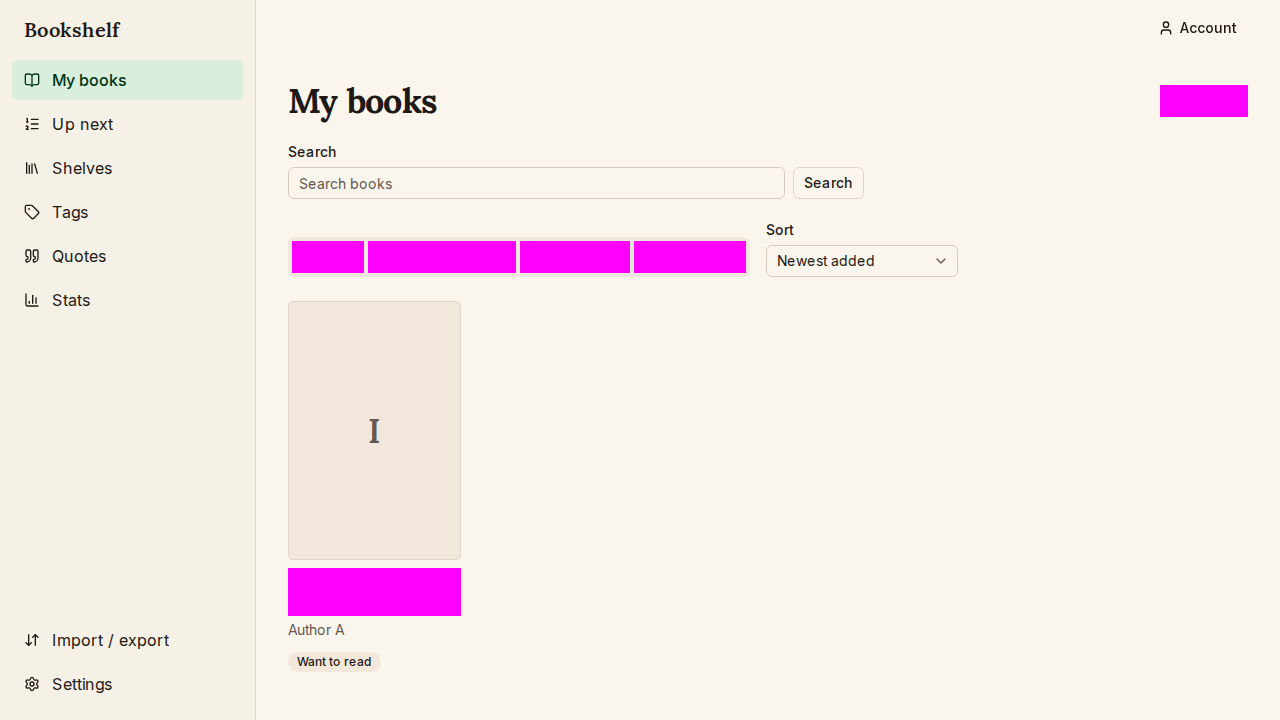 Bookshelf
Account
My books
Up next
Shelves
Tags
Quotes
Stats
Import / export
Settings
My books
Search
Search books
Search
Sort
Newest added
I
Author A
Want to read